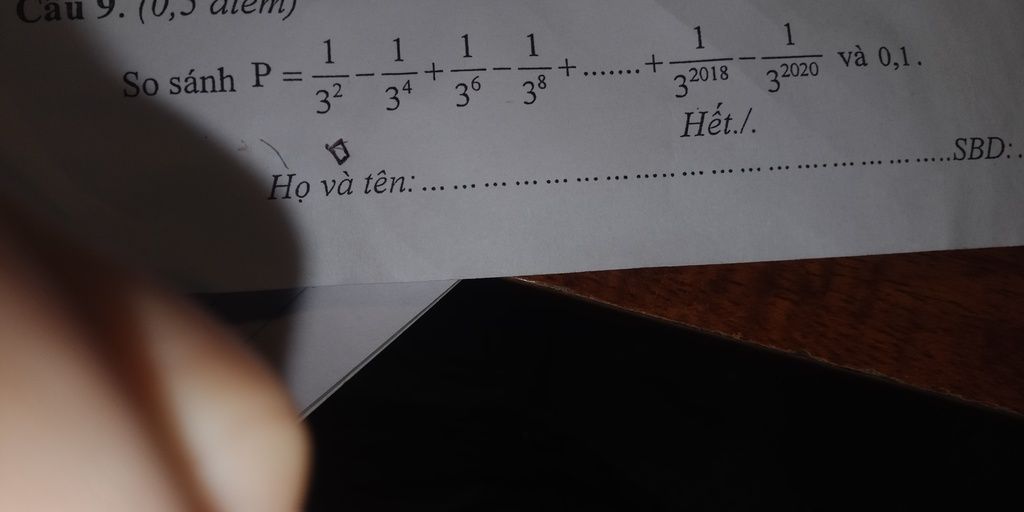 Câu 9. (0,5 điểm)
So sánh P = 1/3^2 − 1/3^4 + 1/3^6 − 1/3^8 + ....... + 1/3^2018 − 1/3^2020 và 0,1.
Hết./.
Họ và tên: ... ... ... ... ... ... ... ..... ... ... ... .... ... ... ... .....SBD: .